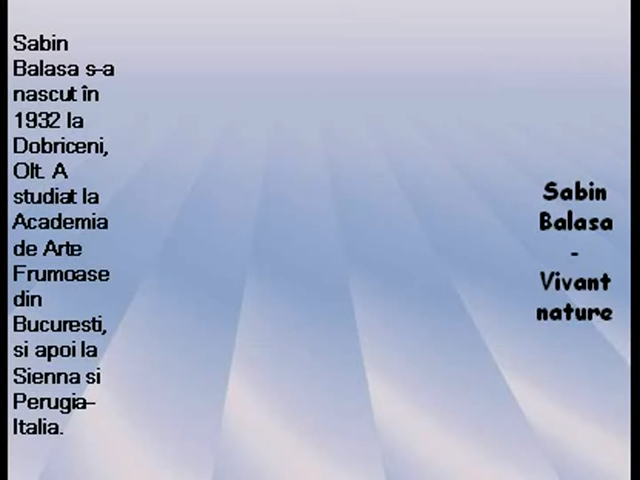 Sabin
Balasa s-a
nascut în
1932 la
Dobriceni,
Olt. A
studiat la
Academia
de Arte
Frumoase
din
Bucuresti,
si apoi la
Sienna si
Perugia-
Italia.
Sabin
Balasa
-
Vivant
nature